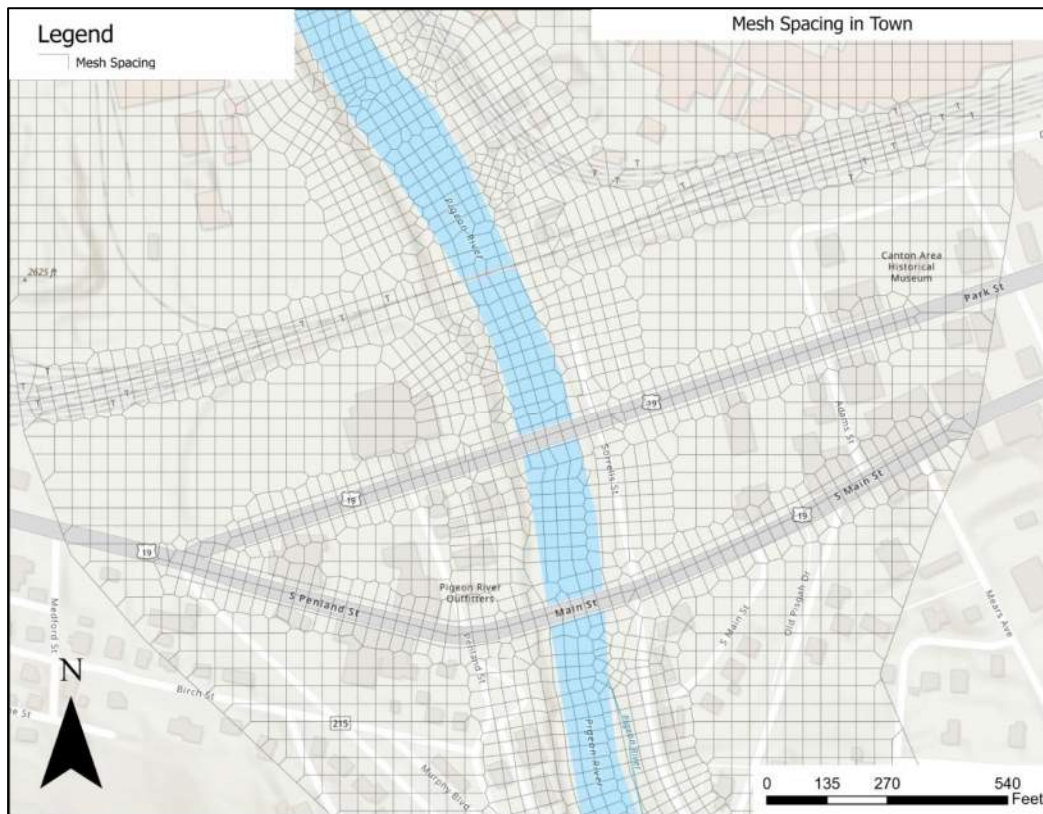 Legend
Mesh Spacing
Mesh Spacing in Town
Pigeon River
2625 ft
Canton Area
Historical
Museum
Park St
19
Adams St
Sorrells St
S Main St
19
19
19
S Penland St
Pigeon River
Outfitters
Main St
Medford St
Penland St
S Main St
Old Pisgah Dr
Mears Ave
Birch St
215
Pigeon River
Pigeon River
Murphy Blvd
N
0 135 270 540
Feet